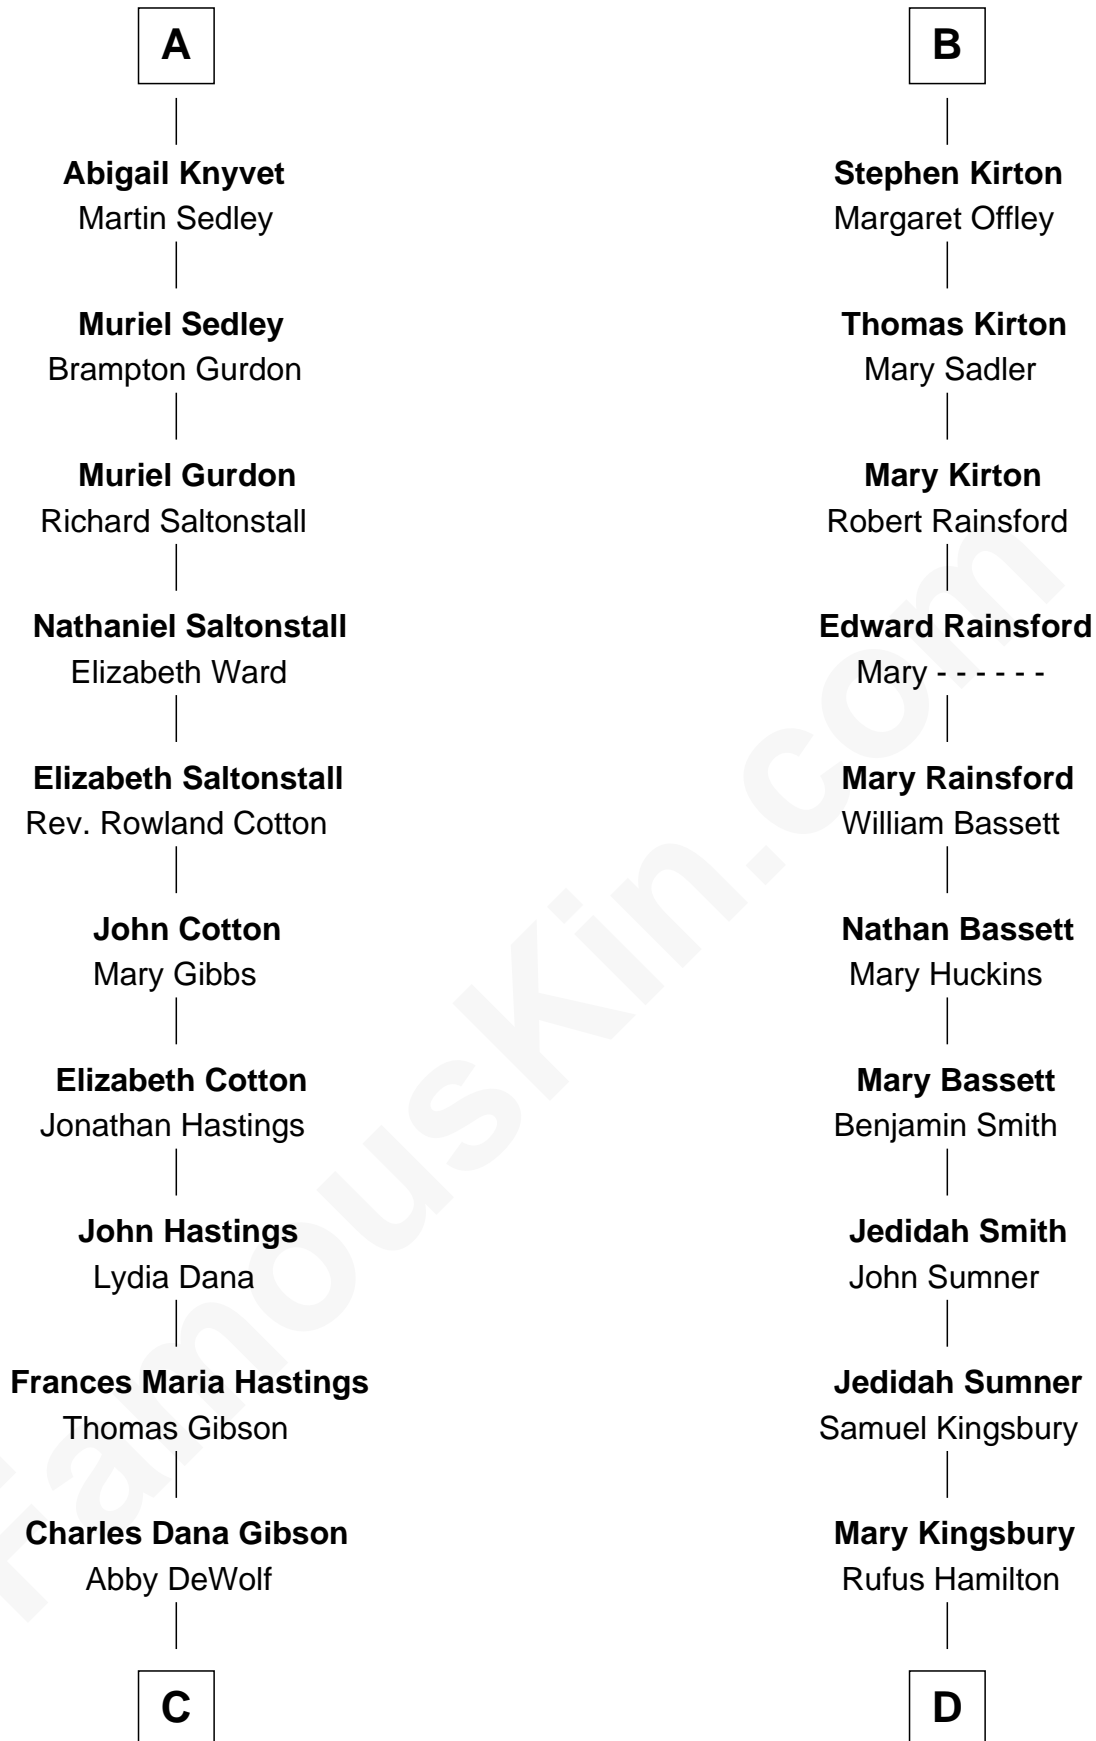 A
Abigail Knyvet
Martin Sedley
Muriel Sedley
Brampton Gurdon
Muriel Gurdon
Richard Saltonstall
Nathaniel Saltonstall
Elizabeth Ward
Elizabeth Saltonstall
Rev. Rowland Cotton
John Cotton
Mary Gibbs
Elizabeth Cotton
Jonathan Hastings
John Hastings
Lydia Dana
Frances Maria Hastings
Thomas Gibson
Charles Dana Gibson
Abby DeWolf
C
B
Stephen Kirton
Margaret Offley
Thomas Kirton
Mary Sadler
Mary Kirton
Robert Rainsford
Edward Rainsford
Mary - - - - - -
Mary Rainsford
William Bassett
Nathan Bassett
Mary Huckins
Mary Bassett
Benjamin Smith
Jedidah Smith
John Sumner
Jedidah Sumner
Samuel Kingsbury
Mary Kingsbury
Rufus Hamilton
D
FamousKin.com